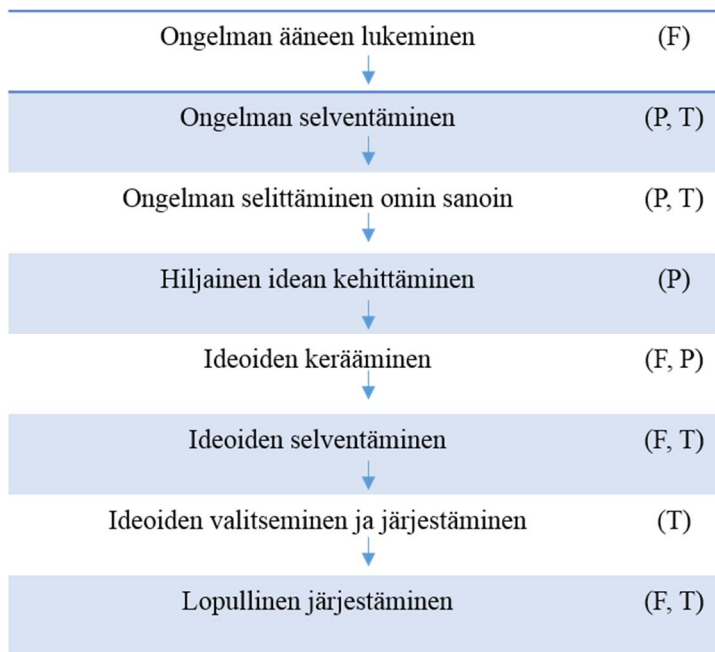 Ongelman ääneen lukeminen (F)
Ongelman selventäminen (P, T)
Ongelman selittäminen omin sanoin (P, T)
Hiljainen idean kehittäminen (P)
Ideoiden kerääminen (F, P)
Ideoiden selventäminen (F, T)
Ideoiden valitseminen ja järjestäminen (T)
Lopullinen järjestäminen (F, T)